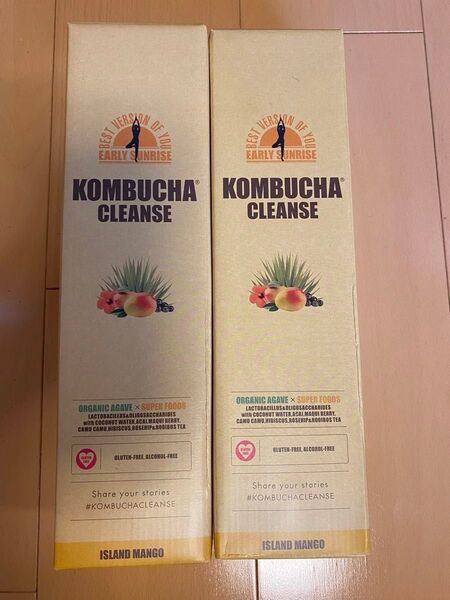 BEST VERSION OF YOU
EARLY SUNRISE
KOMBUCHA®
CLEANSE
ORGANIC AGAVE × SUPER FOODS
LACTOBACILLUS&OLIGOSACCHARIDES
with COCONUT WATER,ACAI,MAQUI BERRY,
CAMU CAMU,HIBISCUS,ROSEHIP&ROOIBOS TEA
GLUTEN-FREE, ALCOHOL-FREE
Share your stories
#KOMBUCHACLEANSE
ISLAND MANGO
BEST VERSION OF YOU
EARLY SUNRISE
KOMBUCHA®
CLEANSE
ORGANIC AGAVE × SUPER FOODS
LACTOBACILLUS&OLIGOSACCHARIDES
with COCONUT WATER,ACAI,MAQUI BERRY,
CAMU CAMU,HIBISCUS,ROSEHIP&ROOIBOS TEA
GLUTEN-FREE, ALCOHOL-FREE
Share your stories
#KOMBUCHACLEANSE
ISLAND MANGO